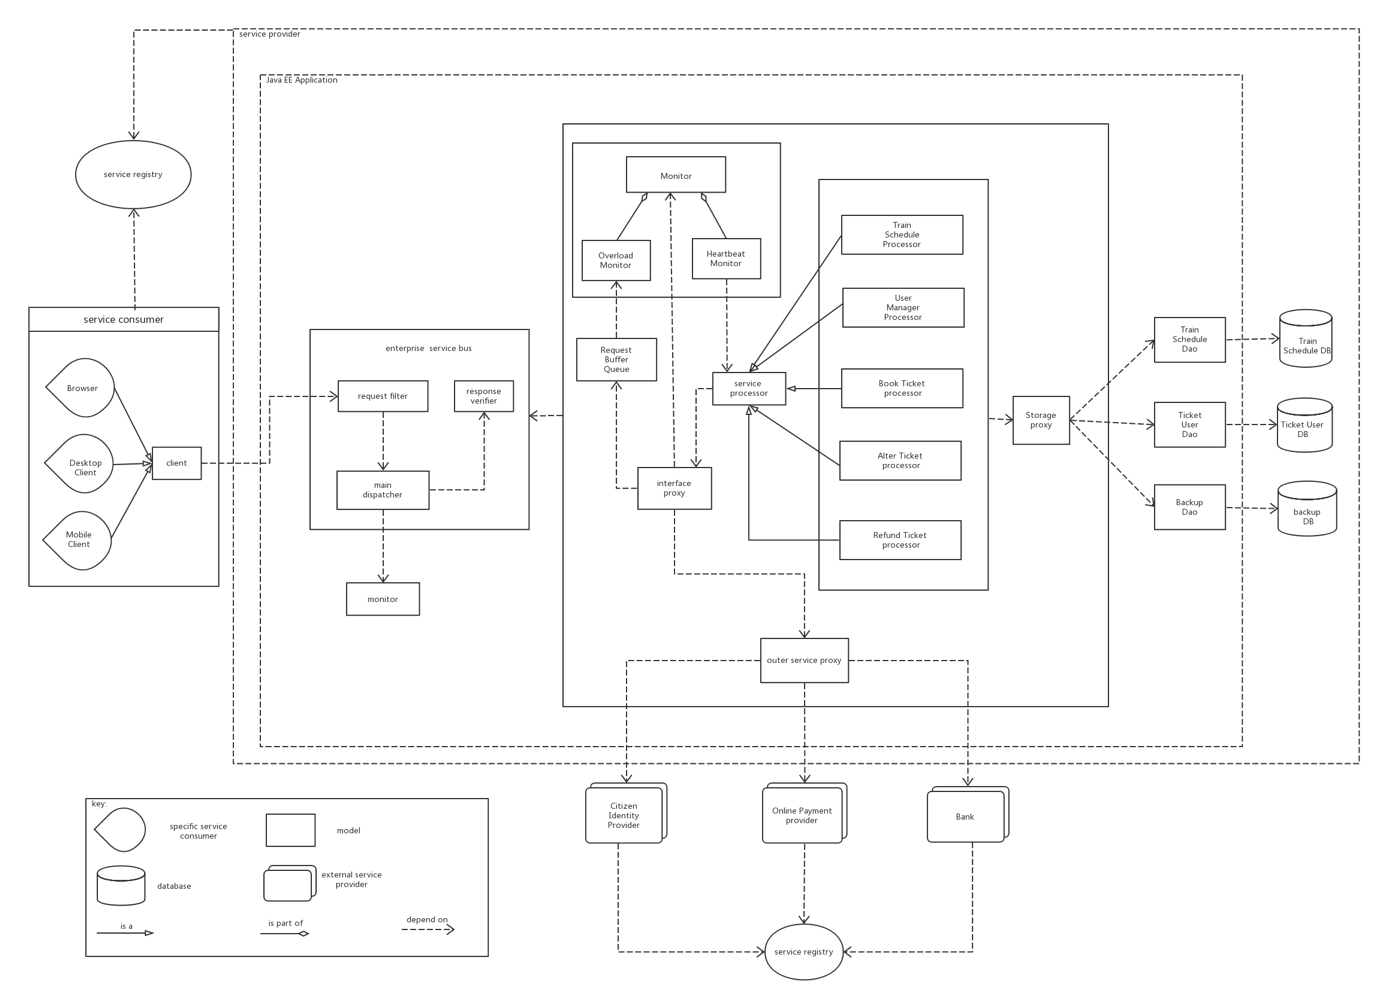 service provider
Java EE Application
service registry
service consumer
Browser
Desktop
Client
Mobile
Client
client
enterprise  service bus
request filter
response
verifier
main
dispatcher
monitor
Monitor
Overload
Monitor
Heartbeat
Monitor
Request
Buffer
Queue
service
processor
interface
proxy
Train
Schedule
Processor
User
Manager
Processor
Book Ticket
processor
Alter Ticket
processor
Refund Ticket
processor
outer service proxy
Storage
proxy
Train
Schedule
Dao
Ticket
User
Dao
Backup
Dao
Train
Schedule DB
Ticket User
DB
backup
DB
Citizen
Identity
Provider
Online Payment
provider
Bank
service registry
key:
specific service
consumer
model
database
external service
provider
is a
is part of
depend on